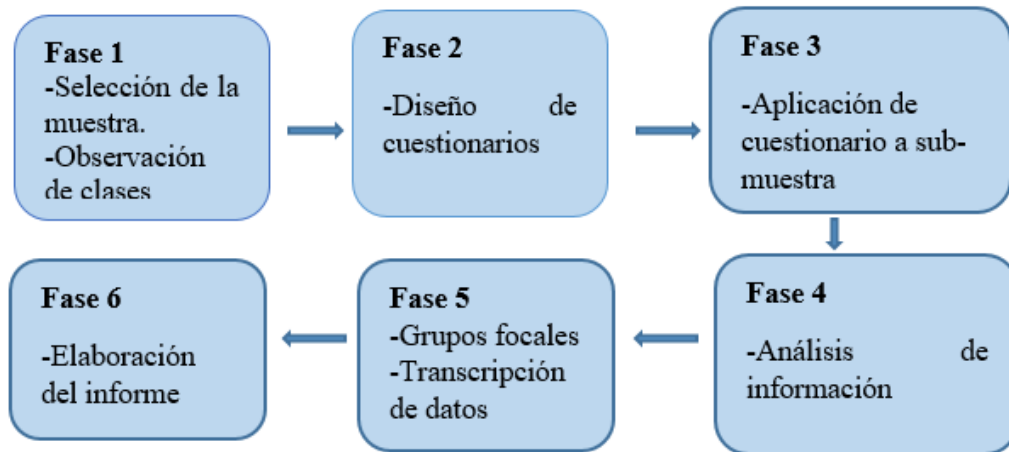 Fase 1
-Selección de la
muestra.
-Observación
de clases
Fase 2
-Diseño de
cuestionarios
Fase 3
-Aplicación de
cuestionario a sub-
muestra
Fase 4
-Análisis de
información
Fase 5
-Grupos focales
-Transcripción
de datos
Fase 6
-Elaboración
del informe